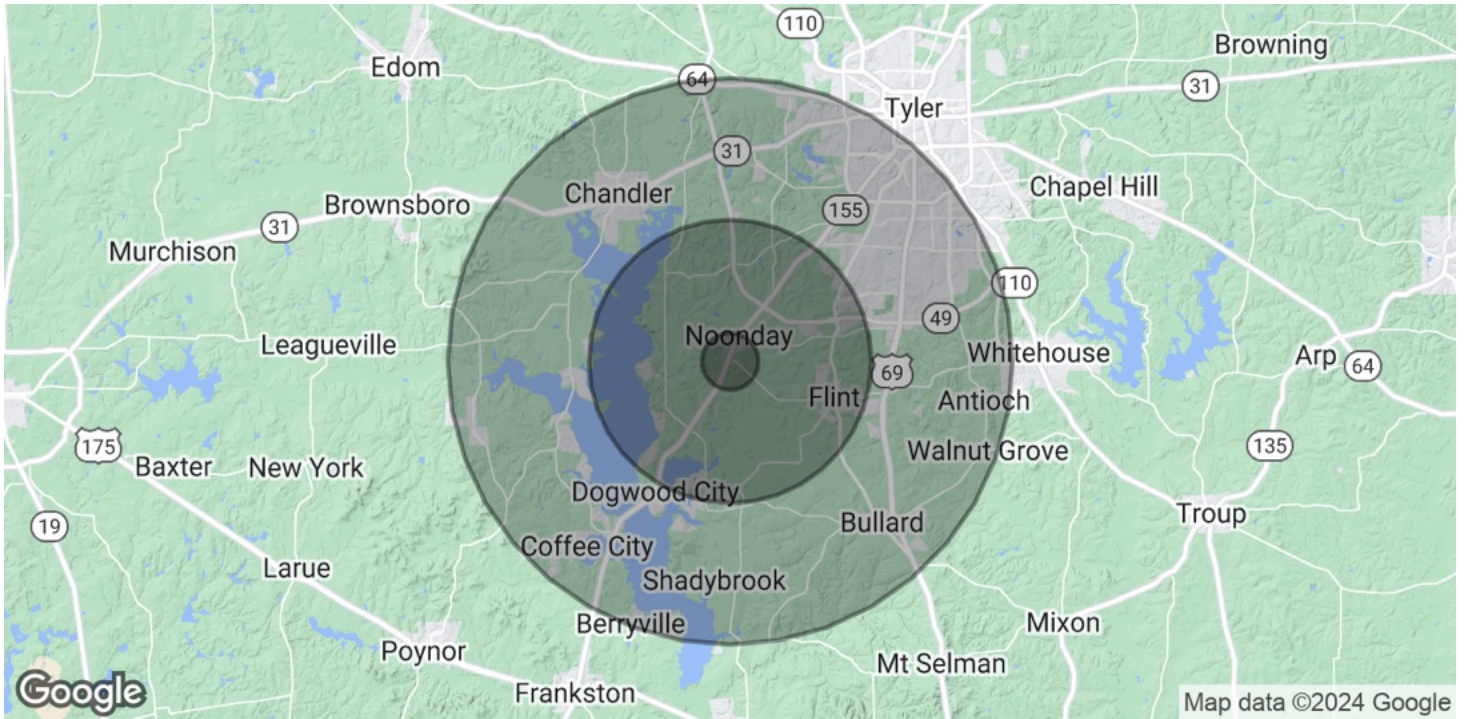 110
Browning
Edom
64
31
Tyler
31
Chapel Hill
Chandler
Brownsboro
155
31
Murchison
110
49
Noonday
Leagueville
Whitehouse
Arp
64
69
Flint
Antioch
175
135
Walnut Grove
Baxter
New York
Dogwood City
Troup
Bullard
19
Coffee City
Larue
Shadybrook
Berryville
Mixon
Poynor
Mt Selman
Frankston
Google
Map data ©2024 Google